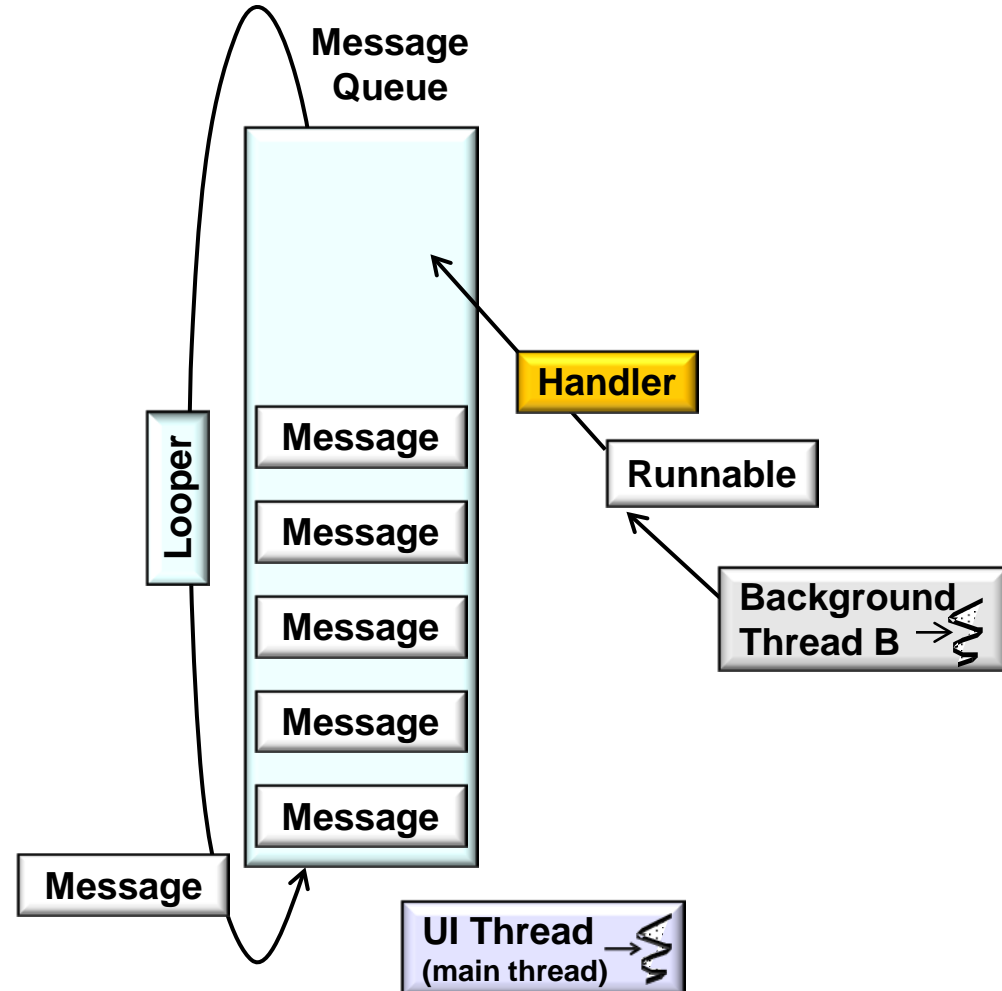 Message
Queue
Handler
Message
Looper
Runnable
Message
Background
Thread B
Message
Message
Message
Message
UI Thread
(main thread)